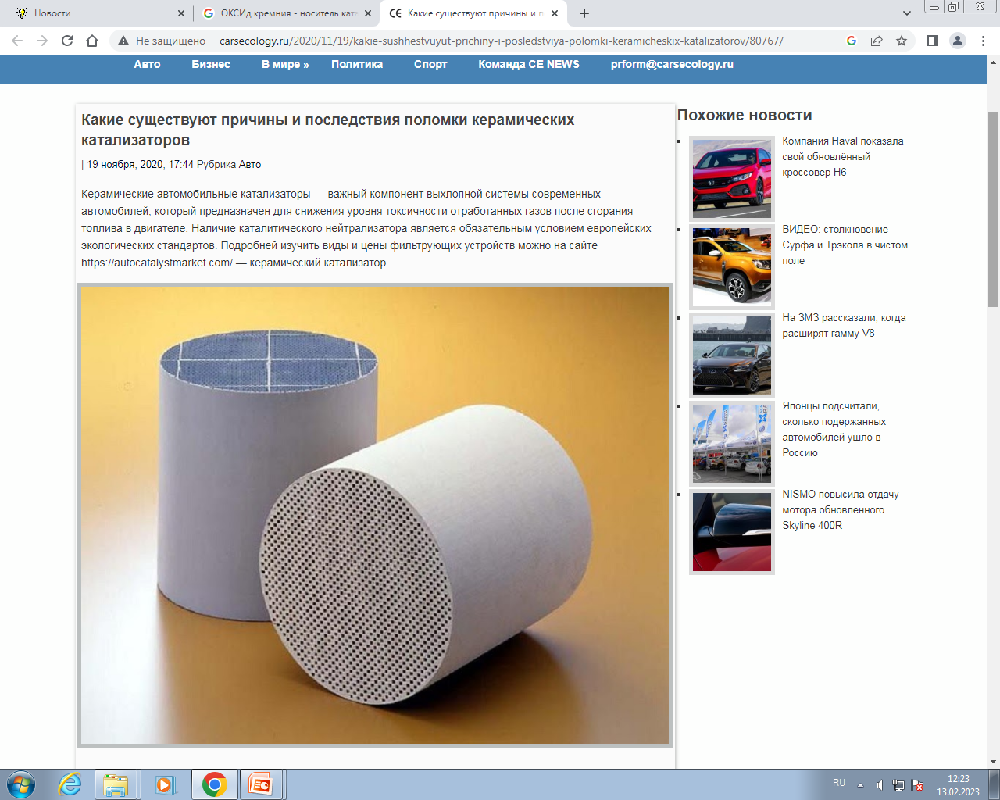 Новости
ОКСИд кремния - носитель ката
Какие существуют причины и п
Не защищено
carsecology.ru/2020/11/19/kakie-sushhestvuyut-prichiny-i-posledstviya-polomki-keramicheskix-katalizatorov/80767/
Авто Бизнес В мире » Политика Спорт Команда CE NEWS prform@carsecology.ru
Какие существуют причины и последствия поломки керамических
катализаторов
| 19 ноября, 2020, 17:44 Рубрика Авто
Керамические автомобильные катализаторы — важный компонент выхлопной системы современных
автомобилей, который предназначен для снижения уровня токсичности отработанных газов после сгорания
топлива в двигателе. Наличие каталитического нейтрализатора является обязательным условием европейских
экологических стандартов. Подробней изучить виды и цены фильтрующих устройств можно на сайте
https://autocatalystmarket.com/ — керамический катализатор.
Похожие новости
Компания Haval показала
свой обновлённый
кроссовер H6
ВИДЕО: столкновение
Сурфа и Трэкола в чистом
поле
На ЗМЗ рассказали, когда
расширят гамму V8
Японцы подсчитали,
сколько подержанных
автомобилей ушло в
Россию
NISMO повысила отдачу
мотора обновленного
Skyline 400R
RU
12:23
13.02.2023